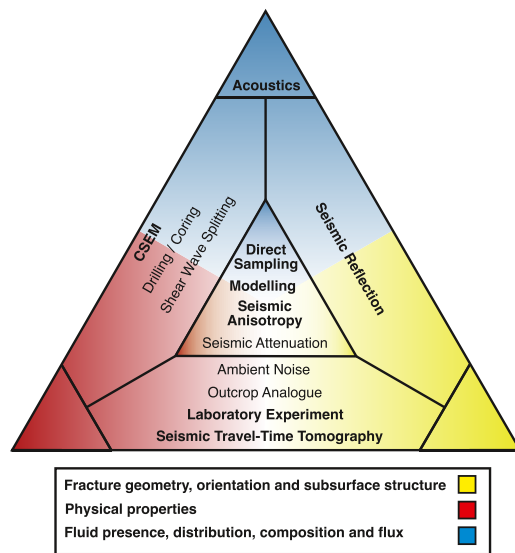 Acoustics
CSEM
Drilling / Coring
Shear Wave Splitting
Seismic Reflection
Direct
Sampling
Modelling
Seismic
Anisotropy
Seismic Attenuation
Ambient Noise
Outcrop Analogue
Laboratory Experiment
Seismic Travel-Time Tomography
Fracture geometry, orientation and subsurface structure
Physical properties
Fluid presence, distribution, composition and flux